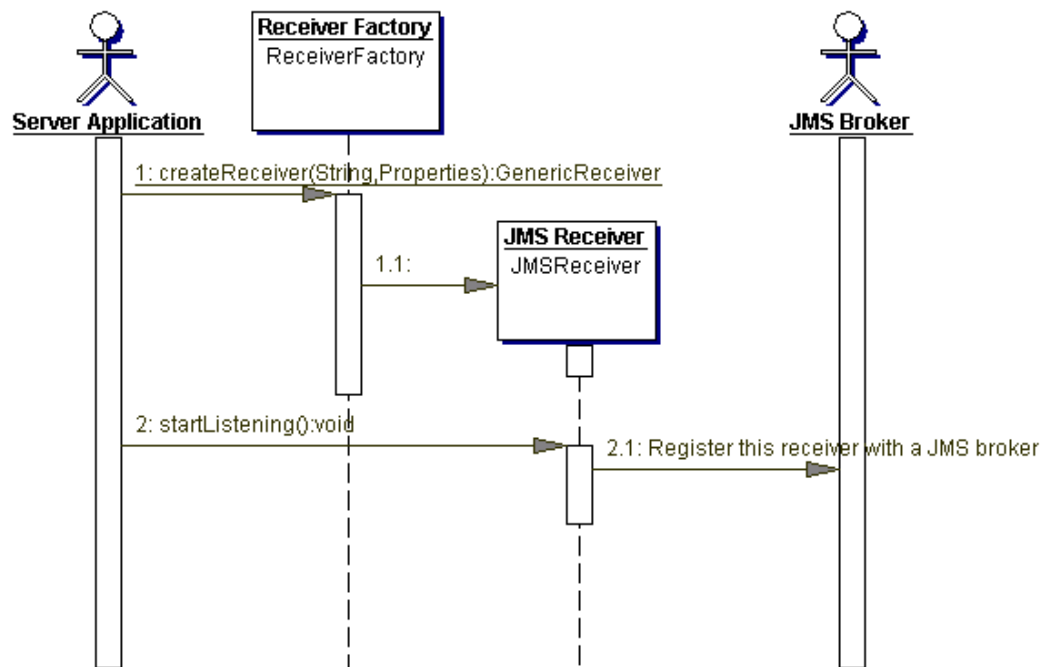 Receiver Factory
ReceiverFactory
Server Application
JMS Broker
1: createReceiver(String,Properties):GenericReceiver
JMS Receiver
JMSReceiver
1.1:
2: startListening():void
2.1: Register this receiver with a JMS broker